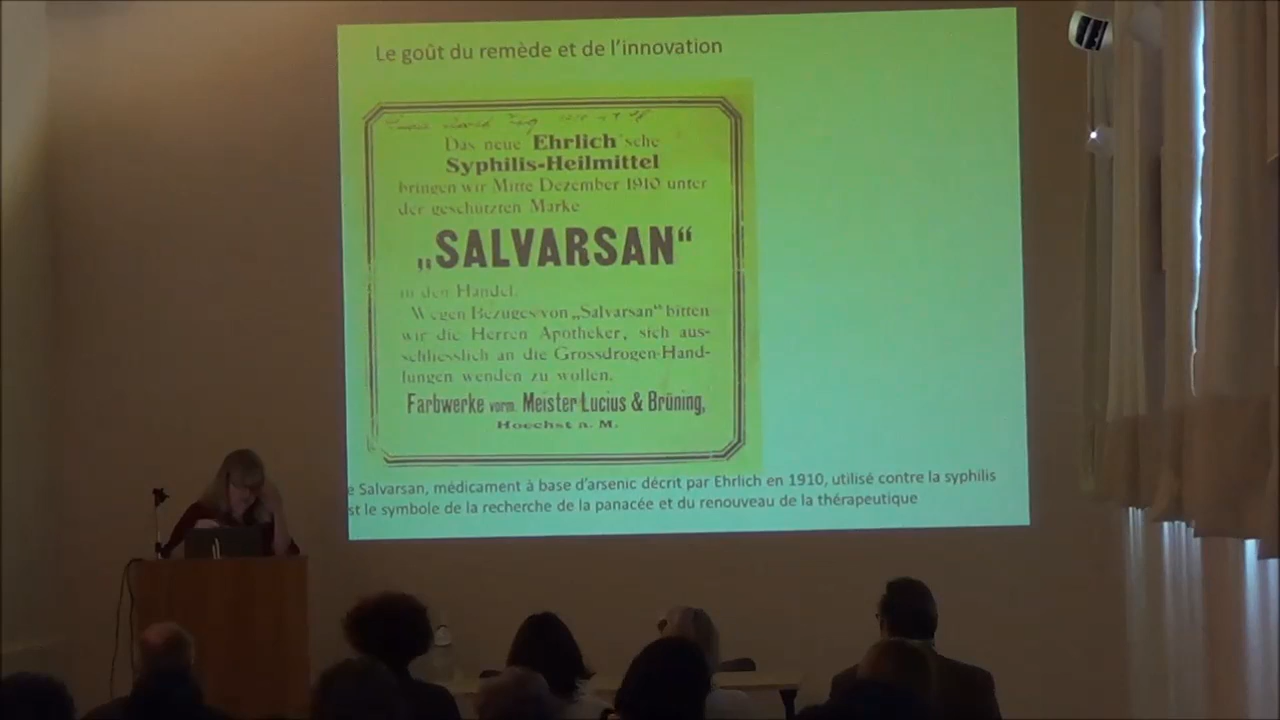 Le goût du remède et de l'innovation
Das neue Ehrlich'sche
Syphilis-Heilmittel
bringen wir Mitte Dezember 1910 unter
der geschützten Marke
„SALVARSAN“
in den Handel.
Wegen Bezuges von „Salvarsan“ bitten
wir die Herren Apotheker, sich aus-
schliesslich an die Grossdrogen-Hand-
lungen wenden zu wollen.
Farbwerke vorm. Meister Lucius & Brüning,
Hoechst a. M.
e Salvarsan, médicament à base d'arsenic décrit par Ehrlich en 1910, utilisé contre la syphilis
st le symbole de la recherche de la panacée et du renouveau de la thérapeutique